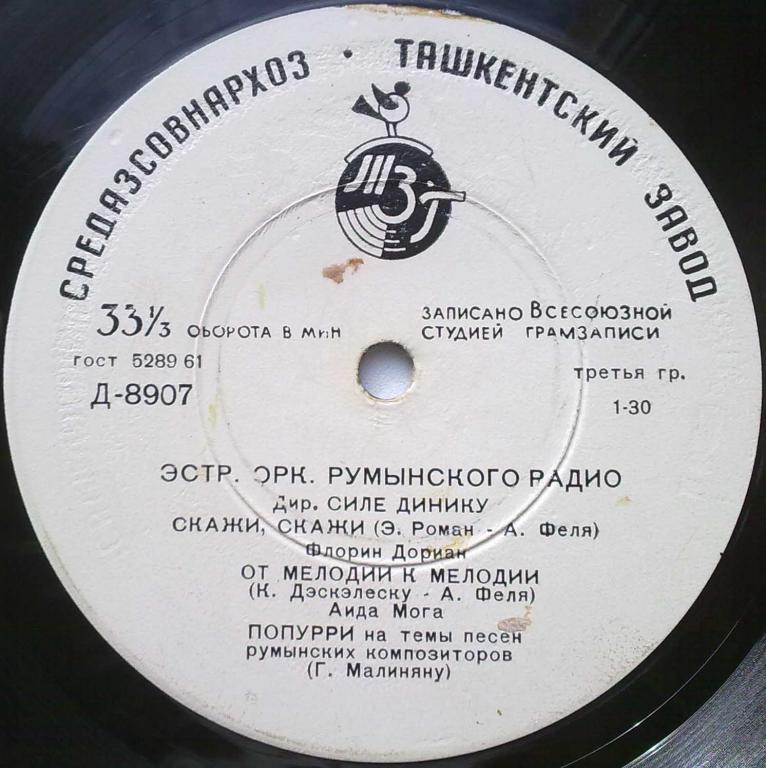 СРЕДАЗСОВНАРХОЗ · ТАШКЕНТСКИЙ ЗАВОД
ТЗГ
33⅓ ОБОРОТА В МИН
ЗАПИСАНО ВСЕСОЮЗНОЙ
СТУДИЕЙ ГРАМЗАПИСИ
ГОСТ 5289 61
Д-8907
третья гр.
1-30
ЭСТР. ОРК. РУМЫНСКОГО РАДИО
Дир. СИЛЕ ДИНИКУ
СКАЖИ, СКАЖИ (Э. Роман - А. Феля)
Флорин Дориан
ОТ МЕЛОДИИ К МЕЛОДИИ
(К. Дэскэлеску - А. Феля)
Аида Мога
ПОПУРРИ на темы песен
румынских композиторов
(Г. Малиняну)